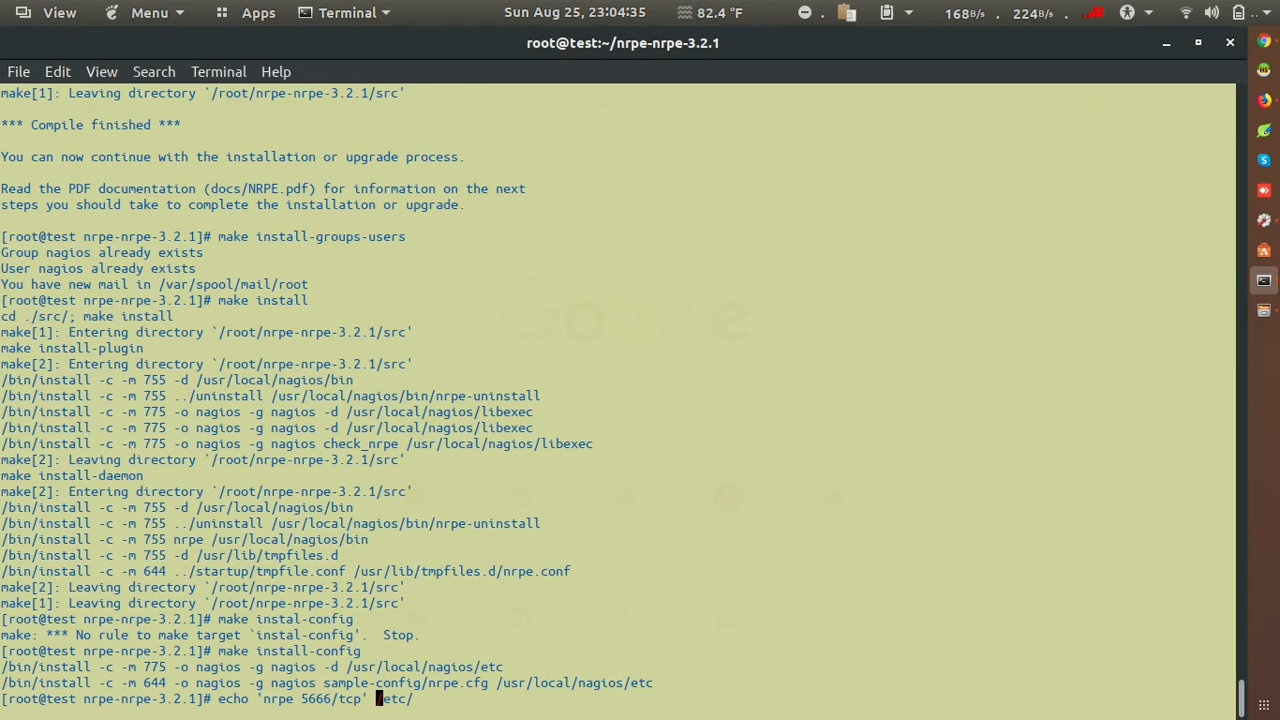 View Menu Apps Terminal Sun Aug 25, 23:04:35 82.4 °F 168B/s 224B/s
root@test:~/nrpe-nrpe-3.2.1
File Edit View Search Terminal Help
make[1]: Leaving directory `/root/nrpe-nrpe-3.2.1/src'
*** Compile finished ***
You can now continue with the installation or upgrade process.
Read the PDF documentation (docs/NRPE.pdf) for information on the next
steps you should take to complete the installation or upgrade.
[root@test nrpe-nrpe-3.2.1]# make install-groups-users
Group nagios already exists
User nagios already exists
You have new mail in /var/spool/mail/root
[root@test nrpe-nrpe-3.2.1]# make install
cd ./src/; make install
make[1]: Entering directory `/root/nrpe-nrpe-3.2.1/src'
make install-plugin
make[2]: Entering directory `/root/nrpe-nrpe-3.2.1/src'
/bin/install -c -m 755 -d /usr/local/nagios/bin
/bin/install -c -m 755 ../uninstall /usr/local/nagios/bin/nrpe-uninstall
/bin/install -c -m 775 -o nagios -g nagios -d /usr/local/nagios/libexec
/bin/install -c -m 775 -o nagios -g nagios -d /usr/local/nagios/libexec
/bin/install -c -m 775 -o nagios -g nagios check_nrpe /usr/local/nagios/libexec
make[2]: Leaving directory `/root/nrpe-nrpe-3.2.1/src'
make install-daemon
make[2]: Entering directory `/root/nrpe-nrpe-3.2.1/src'
/bin/install -c -m 755 -d /usr/local/nagios/bin
/bin/install -c -m 755 ../uninstall /usr/local/nagios/bin/nrpe-uninstall
/bin/install -c -m 755 nrpe /usr/local/nagios/bin
/bin/install -c -m 755 -d /usr/lib/tmpfiles.d
/bin/install -c -m 644 ../startup/tmpfile.conf /usr/lib/tmpfiles.d/nrpe.conf
make[2]: Leaving directory `/root/nrpe-nrpe-3.2.1/src'
make[1]: Leaving directory `/root/nrpe-nrpe-3.2.1/src'
[root@test nrpe-nrpe-3.2.1]# make instal-config
make: *** No rule to make target `instal-config'.  Stop.
[root@test nrpe-nrpe-3.2.1]# make install-config
/bin/install -c -m 775 -o nagios -g nagios -d /usr/local/nagios/etc
/bin/install -c -m 644 -o nagios -g nagios sample-config/nrpe.cfg /usr/local/nagios/etc
[root@test nrpe-nrpe-3.2.1]# echo 'nrpe 5666/tcp' /etc/
Google